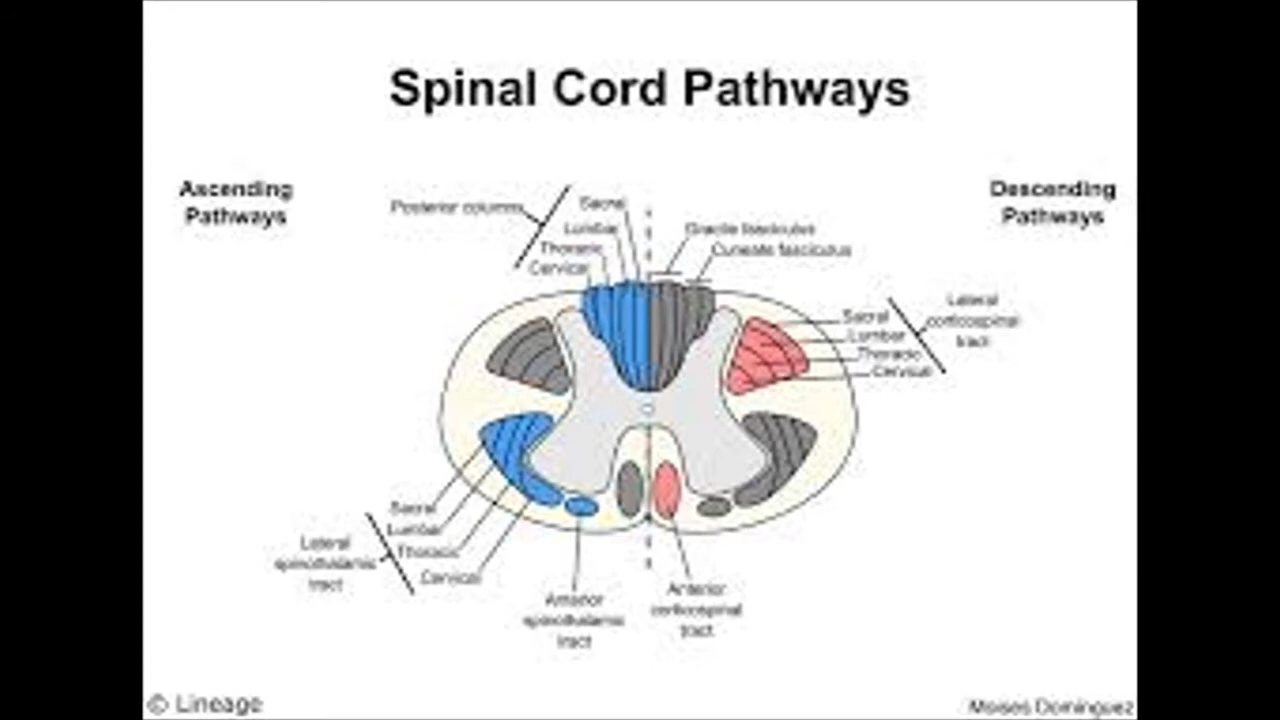 Spinal Cord Pathways
Ascending
Pathways
Descending
Pathways
Posterior columns
Sacral
Lumbar
Thoracic
Cervical
Gracile fasciculus
Cuneate fasciculus
Sacral
Lumbar
Thoracic
Cervical
Lateral
corticospinal
tract
Sacral
Lumbar
Thoracic
Cervical
Lateral
spinothalamic
tract
Anterior
spinothalamic
tract
Anterior
corticospinal
tract
© Lineage
Moises Dominguez